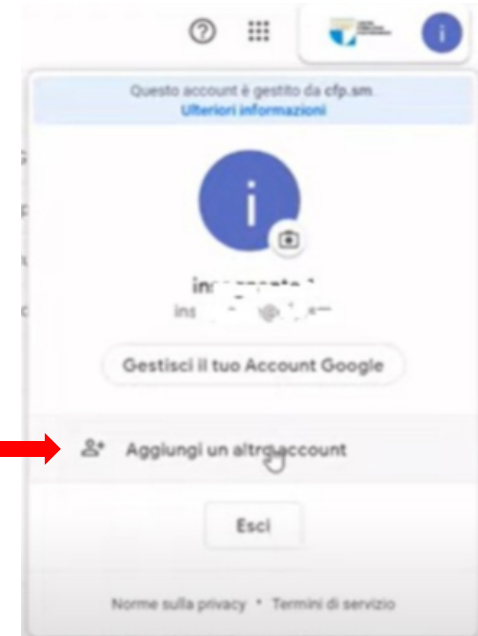 i
Questo account è gestito da cfp.sm
Ulteriori informazioni
i
Gestisci il tuo Account Google
Aggiungi un altro account
Esci
Norme sulla privacy • Termini di servizio